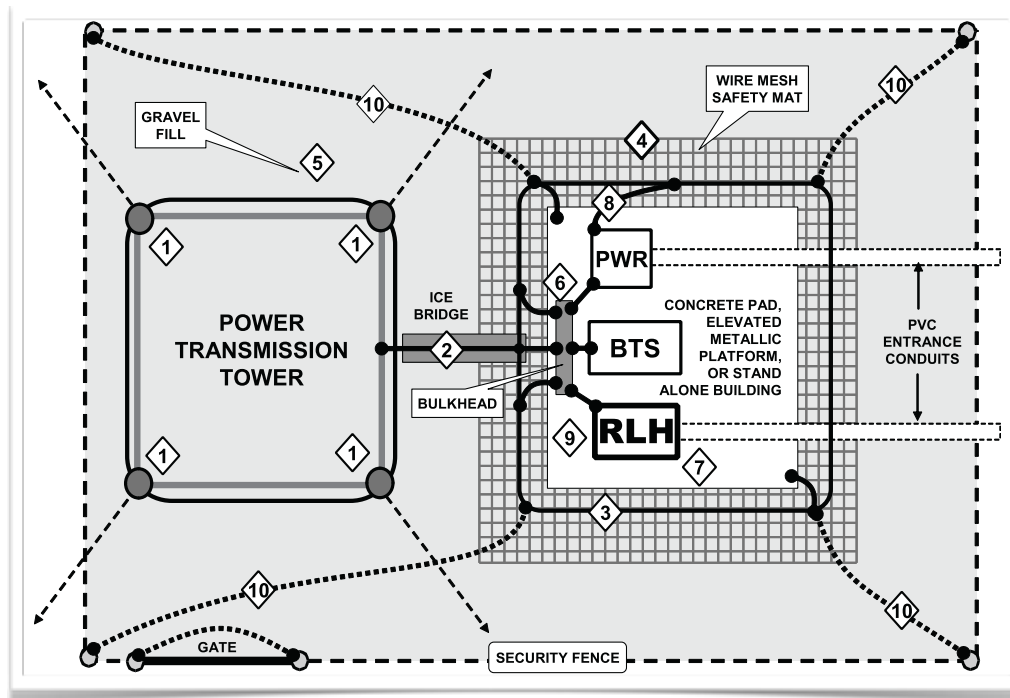 10
10
WIRE MESH
SAFETY MAT
GRAVEL
FILL
5
4
8
1
1
PWR
6
ICE
BRIDGE
CONCRETE PAD,
ELEVATED
METALLIC
PLATFORM,
OR STAND
ALONE BUILDING
PVC
ENTRANCE
CONDUITS
POWER
TRANSMISSION
TOWER
2
BTS
BULKHEAD
RLH
9
7
1
1
3
10
10
GATE
SECURITY FENCE